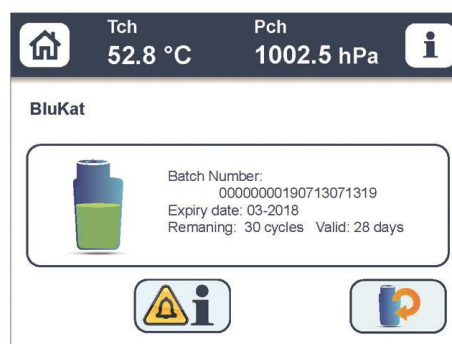 Tch Pch
52.8 °C 1002.5 hPa
i
BluKat
Batch Number:
00000000190713071319
Expiry date: 03-2018
Remaning: 30 cycles Valid: 28 days
i